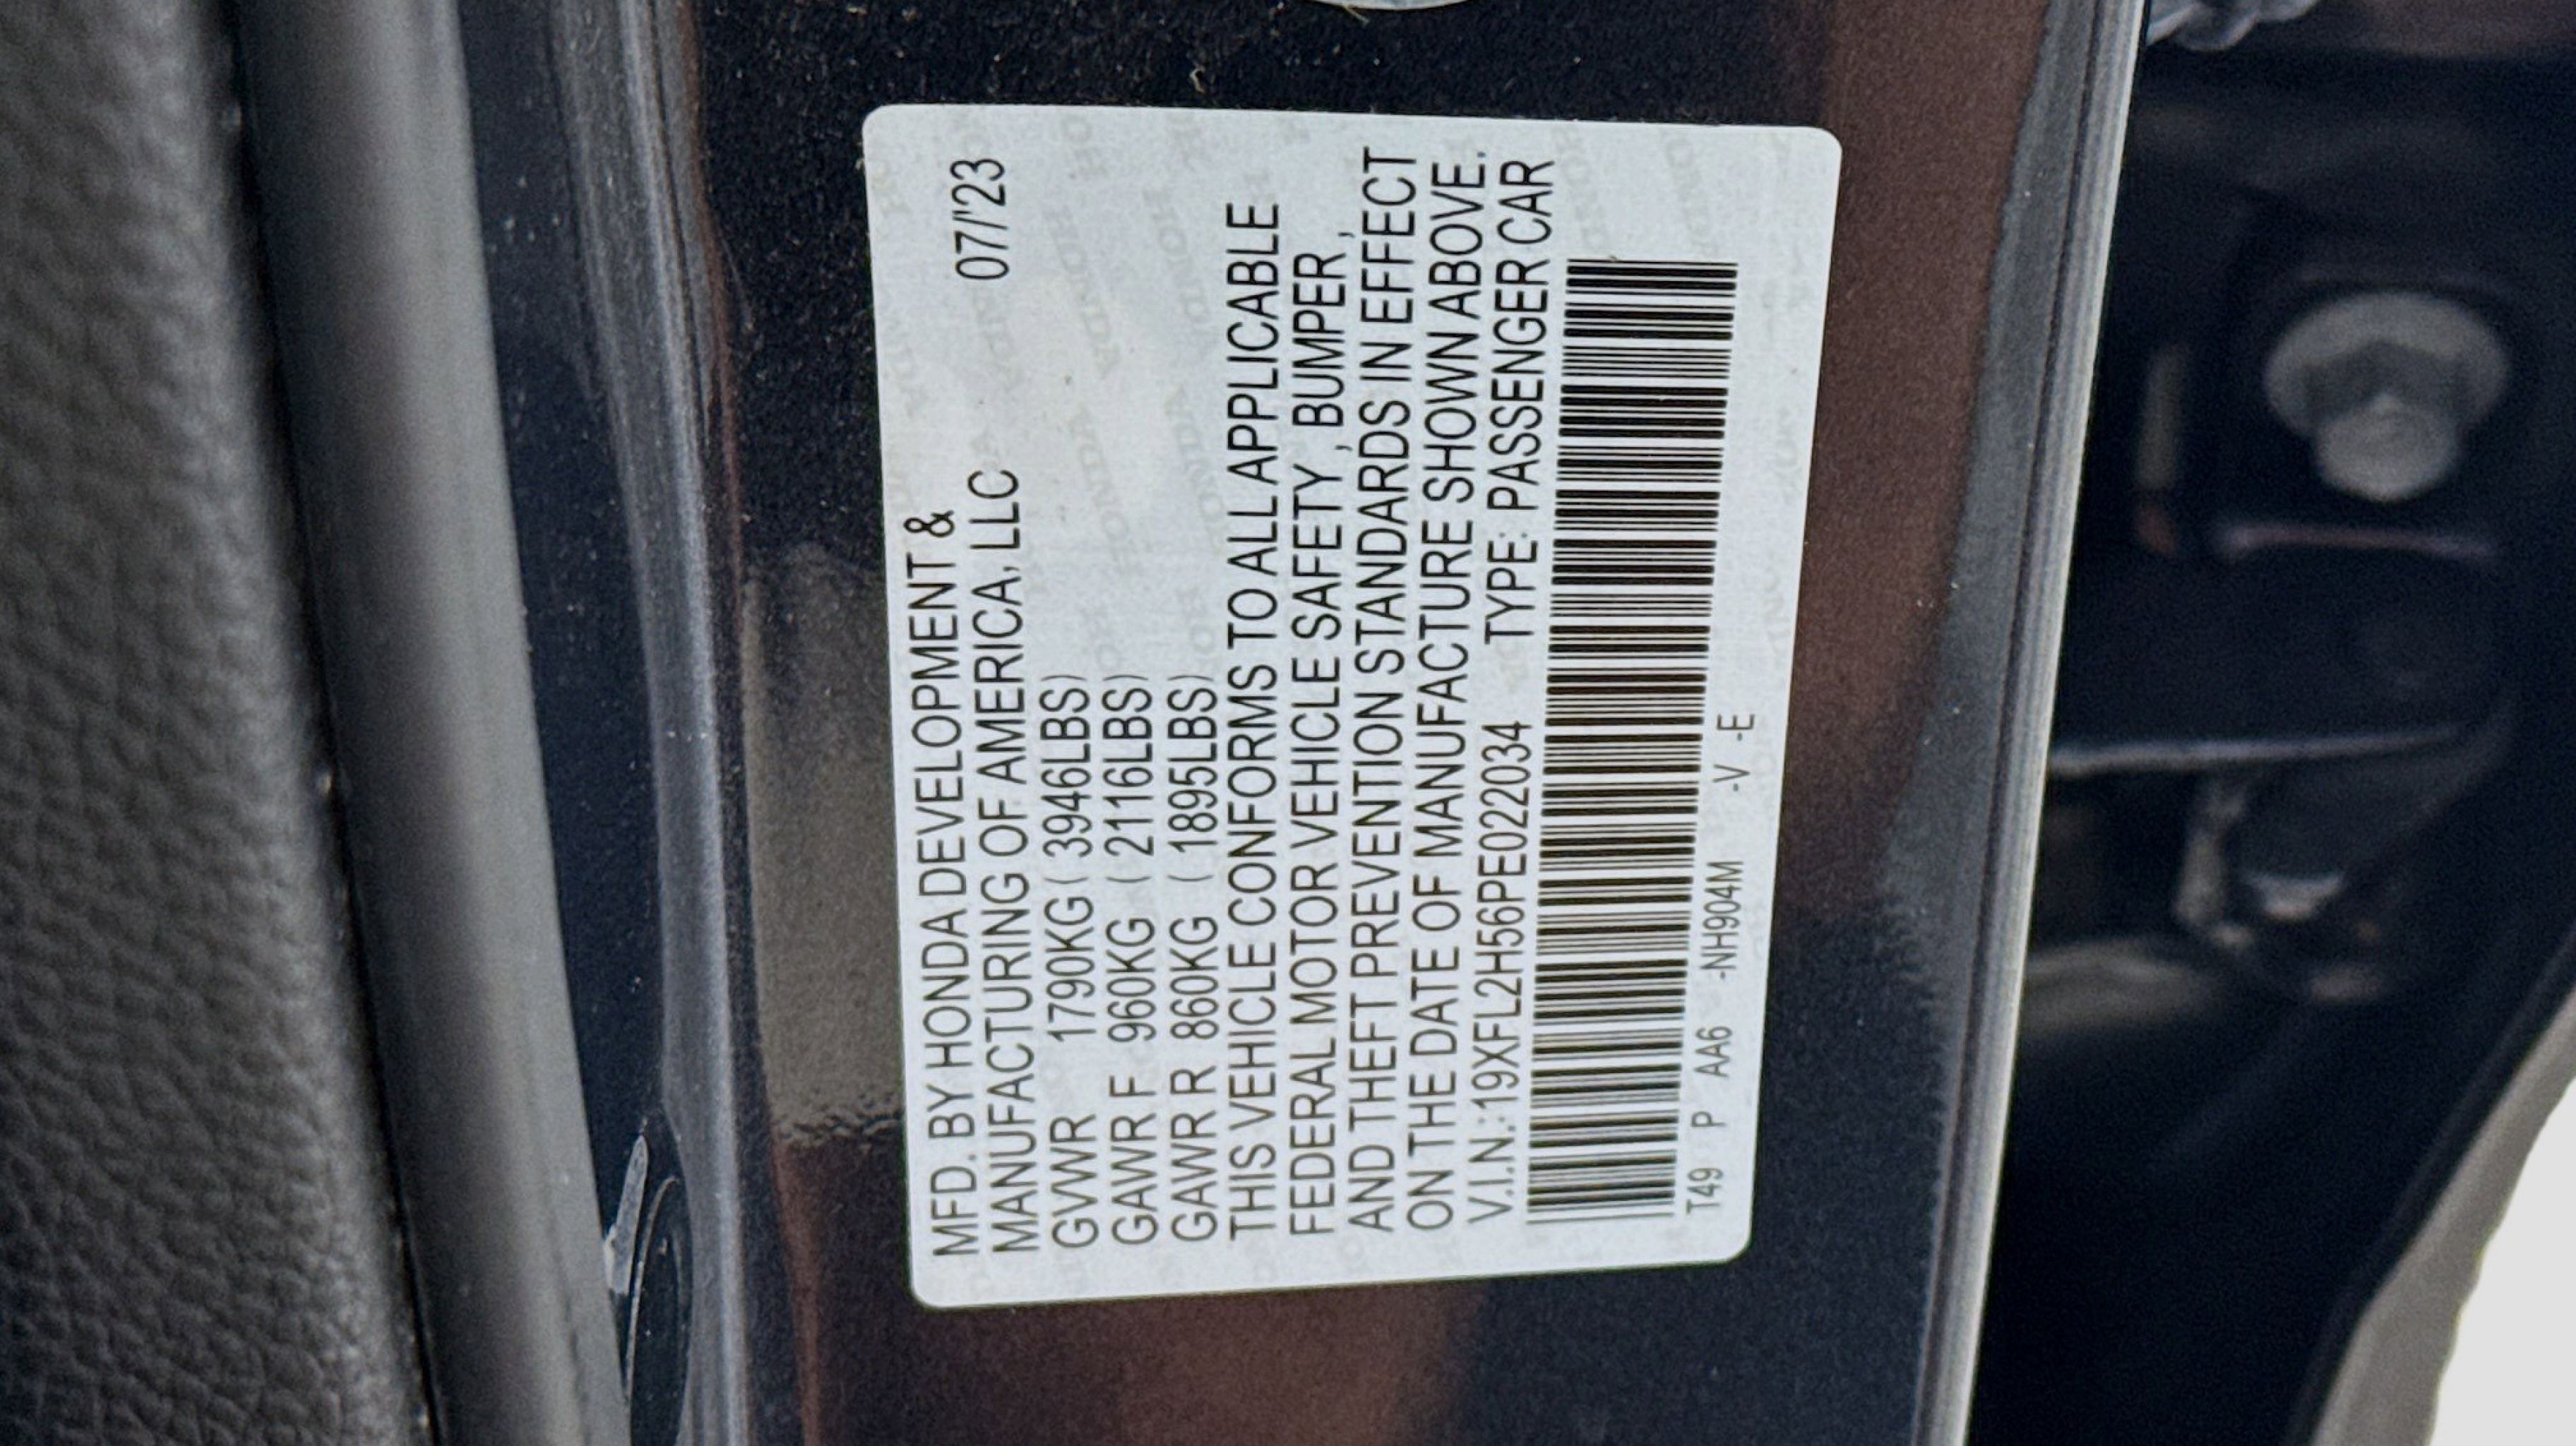 MFD. BY HONDA DEVELOPMENT &
MANUFACTURING OF AMERICA, LLC 07/'23
GVWR 1790KG ( 3946LBS)
GAWR F 960KG ( 2116LBS)
GAWR R 860KG ( 1895LBS)
THIS VEHICLE CONFORMS TO ALL APPLICABLE
FEDERAL MOTOR VEHICLE SAFETY ,BUMPER ,
AND THEFT PREVENTION STANDARDS IN EFFECT
ON THE DATE OF MANUFACTURE SHOWN ABOVE.
V.I.N.:19XFL2H56PE022034 TYPE: PASSENGER CAR
T49 P AA6 -NH904M -V -E